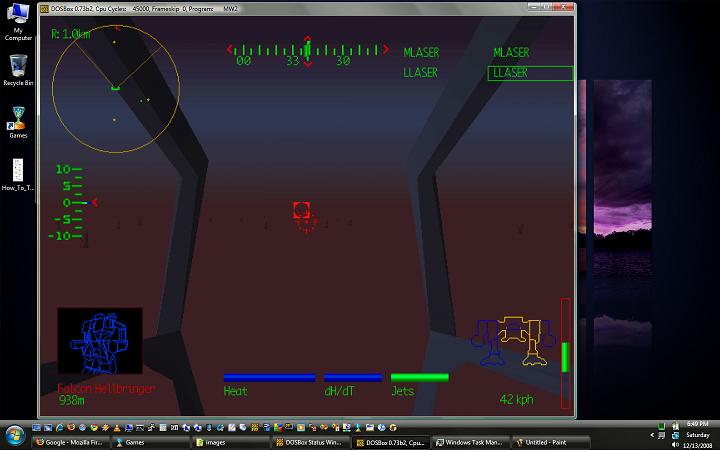 DOSBox 0.73b2, Cpu Cycles: 45000, Frameskip 0, Program: MW2
My Computer
Recycle Bin
Games
How_To_T...
R: 1.0km
00 33 30
MLASER MLASER
LLASER LLASER
10
5
0
-5
-10
Falcon Hellbringer
938m
Heat dH/dT Jets
42 kph
Google - Mozilla Fir...
Games
images
DOSBox Status Win...
DOSBox 0.73b2, Cpu...
Windows Task Man...
Untitled - Paint
6:49 PM
Saturday
12/13/2008